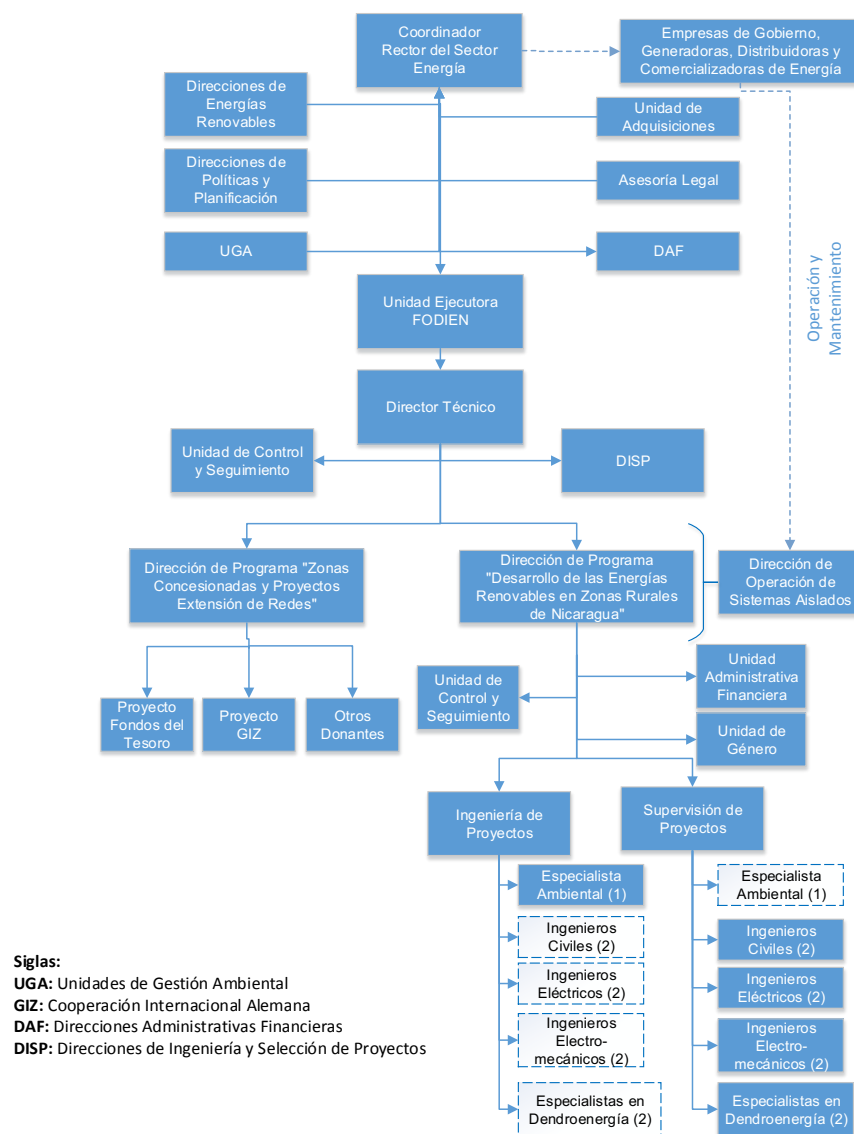 Coordinador
Rector del Sector
Energía
Empresas de Gobierno,
Generadoras, Distribuidoras y
Comercializadoras de Energía
Direcciones de
Energías
Renovables
Unidad de
Adquisiciones
Direcciones de
Políticas y
Planificación
Asesoría Legal
UGA
DAF
Operación y
Mantenimiento
Unidad Ejecutora
FODIEN
Director Técnico
Unidad de Control
y Seguimiento
DISP
Dirección de Programa "Zonas
Concesionadas y Proyectos
Extensión de Redes"
Dirección de Programa
"Desarrollo de las Energías
Renovables en Zonas Rurales
de Nicaragua"
Dirección de
Operación de
Sistemas Aislados
Proyecto
Fondos del
Tesoro
Proyecto
GIZ
Otros
Donantes
Unidad de
Control y
Seguimiento
Unidad
Administrativa
Financiera
Unidad de
Género
Ingeniería de
Proyectos
Supervisión de
Proyectos
Especialista
Ambiental (1)
Ingenieros
Civiles (2)
Ingenieros
Eléctricos (2)
Ingenieros
Electro-
mecánicos (2)
Especialistas en
Dendroenergía (2)
Especialista
Ambiental (1)
Ingenieros
Civiles (2)
Ingenieros
Eléctricos (2)
Ingenieros
Electro-
mecánicos (2)
Especialistas en
Dendroenergía (2)
Siglas:
UGA: Unidades de Gestión Ambiental
GIZ: Cooperación Internacional Alemana
DAF: Direcciones Administrativas Financieras
DISP: Direcciones de Ingeniería y Selección de Proyectos